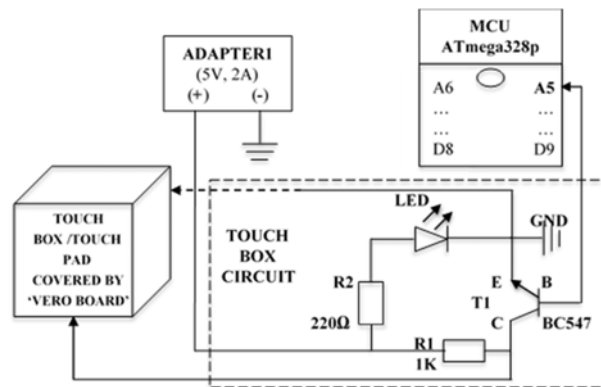 MCU
ATmega328p
ADAPTER1
(5V, 2A)
(+) (-)
A6 A5
... ...
... ...
D8 D9
TOUCH
BOX /TOUCH
PAD
COVERED BY
‘VERO BOARD’
TOUCH
BOX
CIRCUIT
LED
GND
R2
220Ω
E B
T1
C BC547
R1
1K